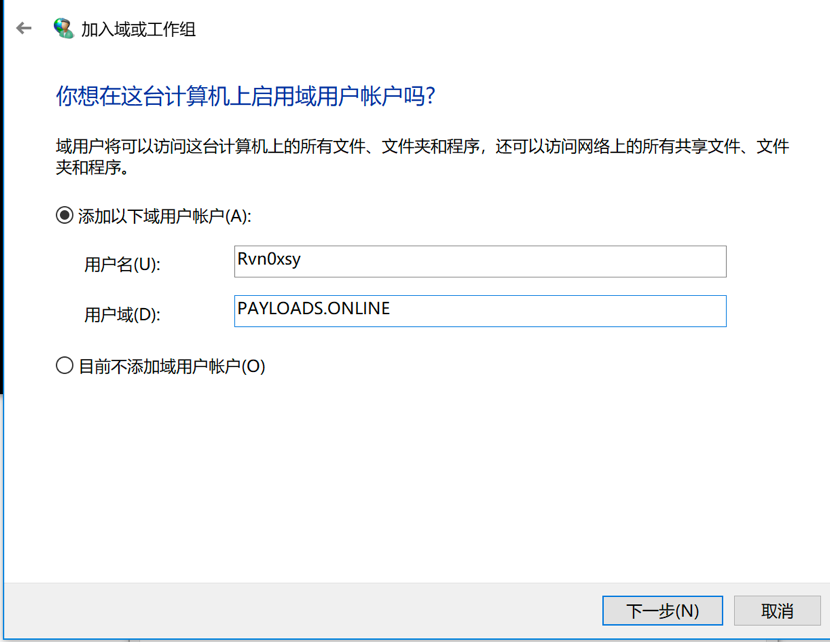 加入域或工作组
你想在这台计算机上启用域用户帐户吗?
域用户将可以访问这台计算机上的所有文件、文件夹和程序，还可以访问网络上的所有共享文件、文件
夹和程序。
添加以下域用户帐户(A):
用户名(U):
Rvn0xsy
用户域(D):
PAYLOADS.ONLINE
目前不添加域用户帐户(O)
下一步(N)
取消